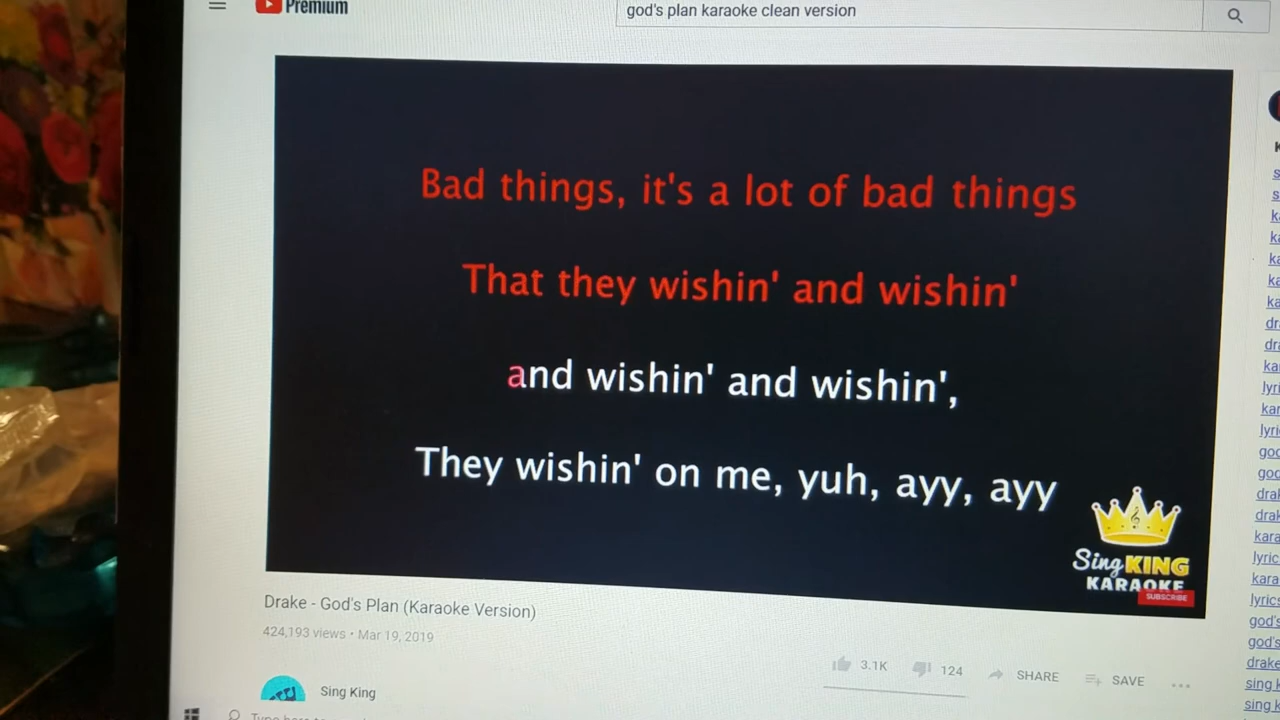 Premium
god's plan karaoke clean version
Bad things, it's a lot of bad things
That they wishin' and wishin'
and wishin' and wishin',
They wishin' on me, yuh, ayy, ayy
Sing KING
KARAOKE
SUBSCRIBE
Drake - God's Plan (Karaoke Version)
424,193 views • Mar 19, 2019
3.1K 124 SHARE SAVE
Sing King